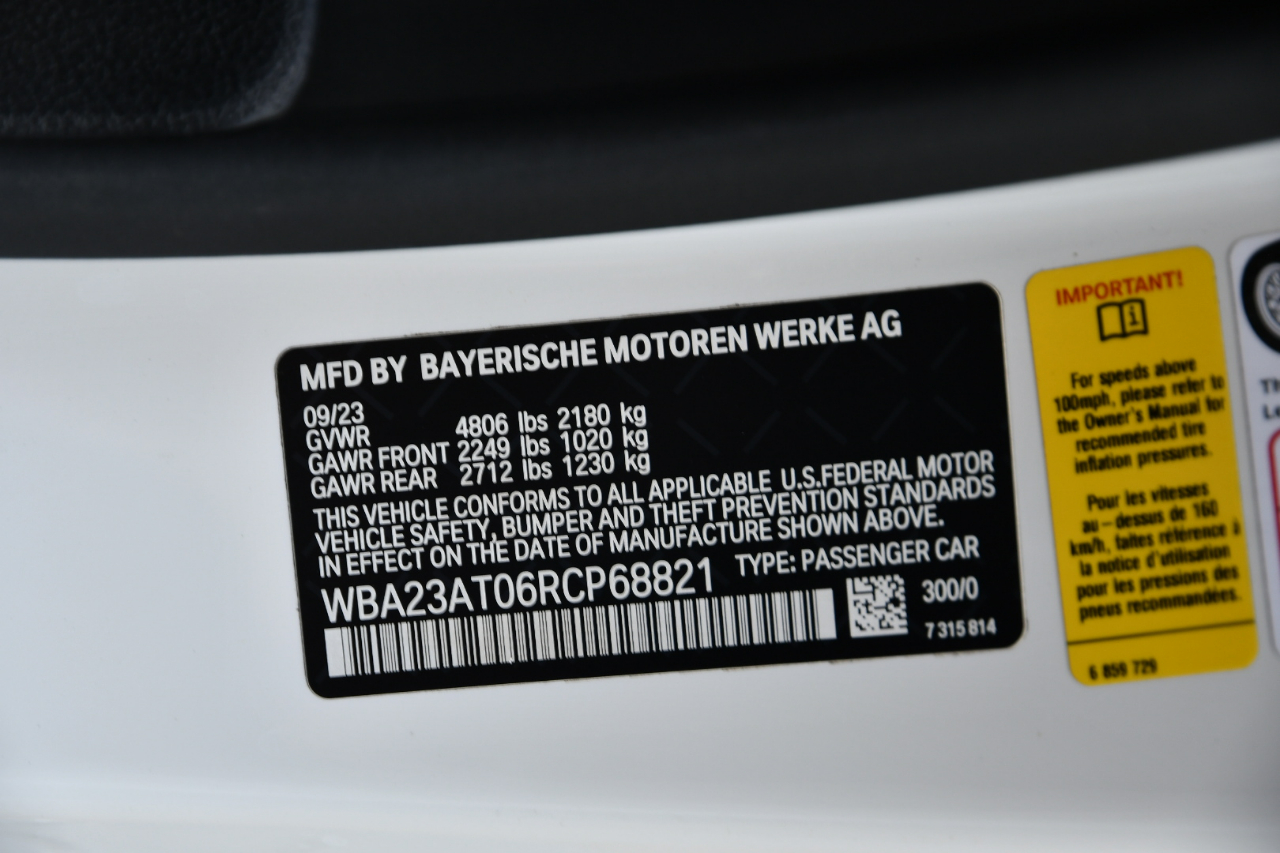 MFD BY BAYERISCHE MOTOREN WERKE AG
09/23
GVWR 4806 lbs 2180 kg
GAWR FRONT 2249 lbs 1020 kg
GAWR REAR 2712 lbs 1230 kg
THIS VEHICLE CONFORMS TO ALL APPLICABLE U.S.FEDERAL MOTOR
VEHICLE SAFETY, BUMPER AND THEFT PREVENTION STANDARDS
IN EFFECT ON THE DATE OF MANUFACTURE SHOWN ABOVE.
WBA23AT06RCP68821 TYPE: PASSENGER CAR
300/0
7 315 814
IMPORTANT!
For speeds above
100mph, please refer to
the Owner's Manual for
recommended tire
inflation pressures.
Pour les vitesses
au-dessus de 160
km/h, faites référence à
la notice d'utilisation
pour les pressions des
pneus recommandées.
6 859 729